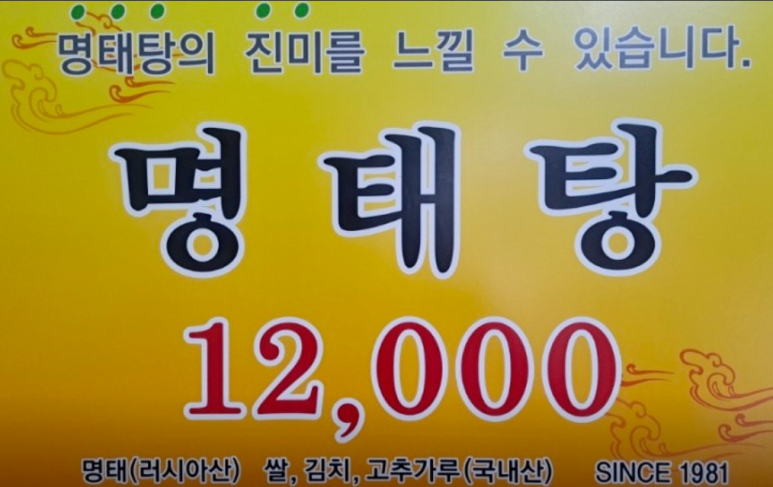 명태탕의 진미를 느낄 수 있습니다.
명태탕
12,000
명태(러시아산) 쌀, 김치, 고추가루(국내산) SINCE 1981